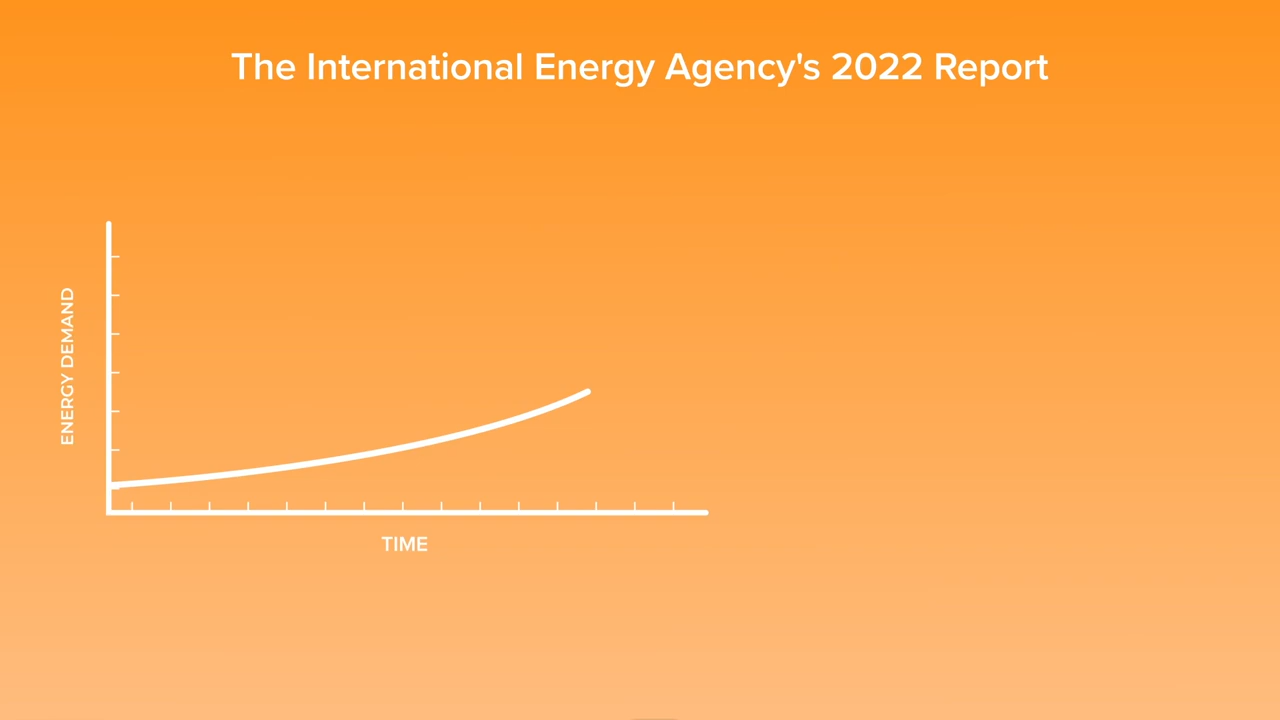 The International Energy Agency's 2022 Report
ENERGY DEMAND
TIME